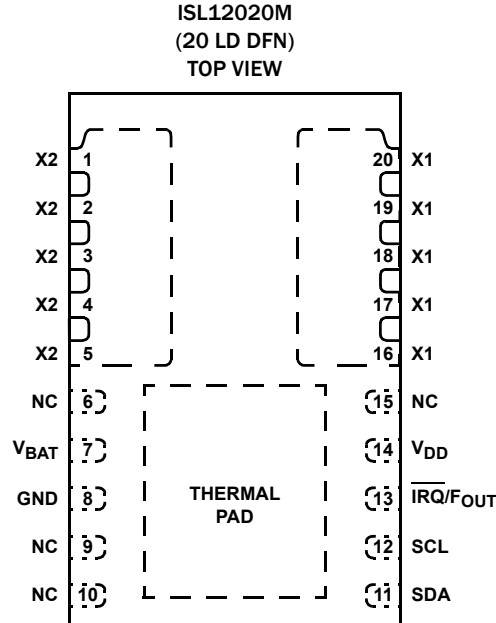 ISL12020M
(20 LD DFN)
TOP VIEW
X2 1 20 X1
X2 2 19 X1
X2 3 18 X1
X2 4 17 X1
X2 5 16 X1
NC 6 15 NC
VBAT 7 14 VDD
GND 8 THERMAL PAD 13 IRQ/FOUT
NC 9 12 SCL
NC 10 11 SDA